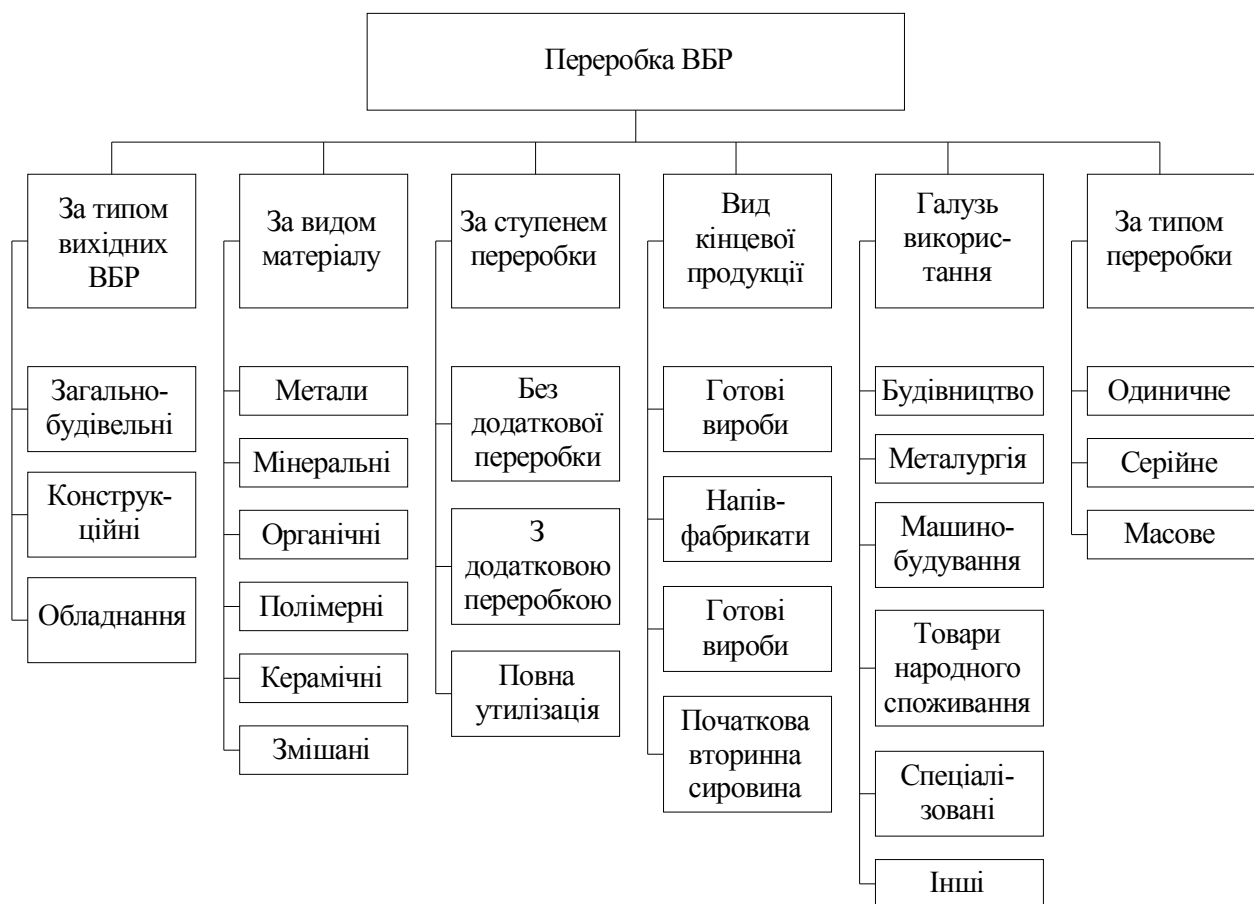 Переробка ВБР
За типом
вихідних
ВБР
Загально-
будівельні
Конструк-
ційні
Обладнання
За видом
матеріалу
Метали
Мінеральні
Органічні
Полімерні
Керамічні
Змішані
За ступенем
переробки
Без
додаткової
переробки
З
додатковою
переробкою
Повна
утилізація
Вид
кінцевої
продукції
Готові
вироби
Напів-
фабрикати
Готові
вироби
Початкова
вторинна
сировина
Галузь
викорис-
тання
Будівництво
Металургія
Машино-
будування
Товари
народного
споживання
Спеціалі-
зовані
Інші
За типом
переробки
Одиничне
Серійне
Масове